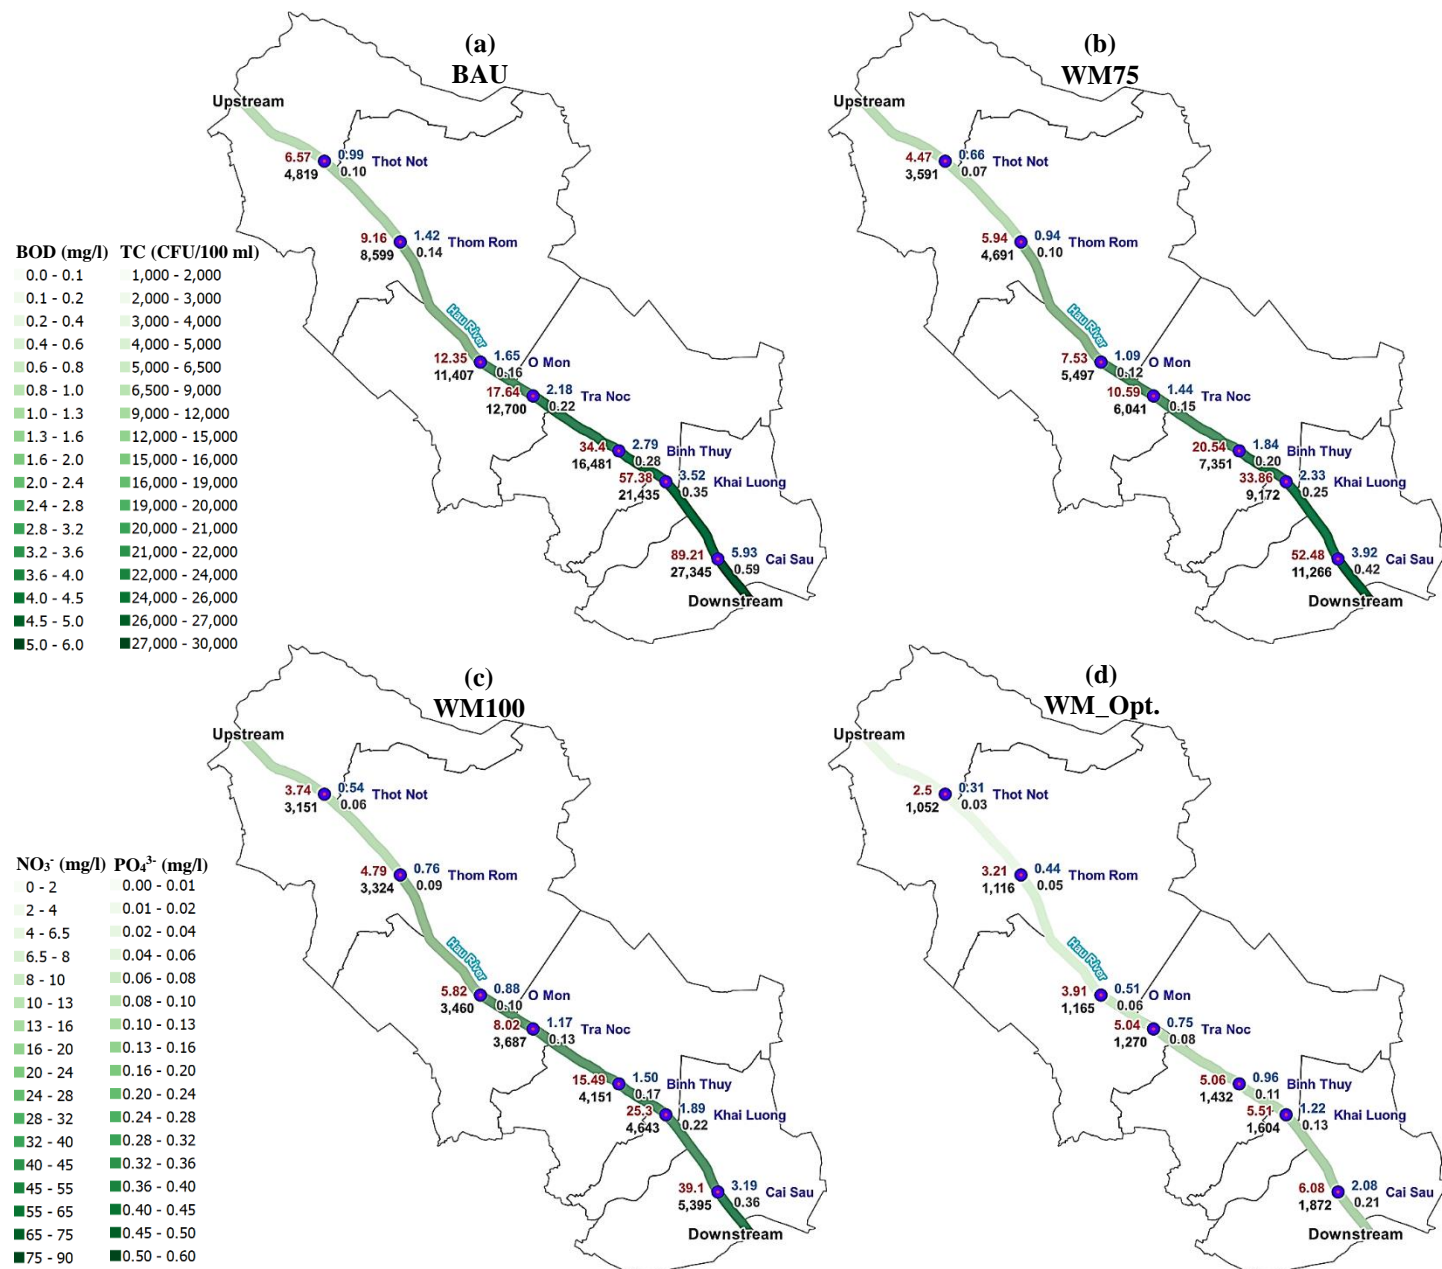 (a)
BAU
Upstream
6.57 0.99 Thot Not
4,819 0.10
9.16 1.42 Thom Rom
8,599 0.14
Hau River
12.35 1.65 O Mon
11,407 0.16
17.64 2.18 Tra Noc
12,700 0.22
34.4 2.79 Binh Thuy
16,481 0.28
57.38 3.52 Khai Luong
21,435 0.35
89.21 5.93 Cai Sau
27,345 0.59
Downstream
(b)
WM75
Upstream
4.47 0.66 Thot Not
3,591 0.07
5.94 0.94 Thom Rom
4,691 0.10
Hau River
7.53 1.09 O Mon
5,497 0.12
10.59 1.44 Tra Noc
6,041 0.15
20.54 1.84 Binh Thuy
7,351 0.20
33.86 2.33 Khai Luong
9,172 0.25
52.48 3.92 Cai Sau
11,266 0.42
Downstream
BOD (mg/l) TC (CFU/100 ml)
0.0 - 0.1 1,000 - 2,000
0.1 - 0.2 2,000 - 3,000
0.2 - 0.4 3,000 - 4,000
0.4 - 0.6 4,000 - 5,000
0.6 - 0.8 5,000 - 6,500
0.8 - 1.0 6,500 - 9,000
1.0 - 1.3 9,000 - 12,000
1.3 - 1.6 12,000 - 15,000
1.6 - 2.0 15,000 - 16,000
2.0 - 2.4 16,000 - 19,000
2.4 - 2.8 19,000 - 20,000
2.8 - 3.2 20,000 - 21,000
3.2 - 3.6 21,000 - 22,000
3.6 - 4.0 22,000 - 24,000
4.0 - 4.5 24,000 - 26,000
4.5 - 5.0 26,000 - 27,000
5.0 - 6.0 27,000 - 30,000
(c)
WM100
Upstream
3.74 0.54 Thot Not
3,151 0.06
4.79 0.76 Thom Rom
3,324 0.09
Hau River
5.82 0.88 O Mon
3,460 0.10
8.02 1.17 Tra Noc
3,687 0.13
15.49 1.50 Binh Thuy
4,151 0.17
25.3 1.89 Khai Luong
4,643 0.22
39.1 3.19 Cai Sau
5,395 0.36
Downstream
(d)
WM_Opt.
Upstream
2.5 0.31 Thot Not
1,052 0.03
3.21 0.44 Thom Rom
1,116 0.05
Hau River
3.91 0.51 O Mon
1,165 0.06
5.04 0.75 Tra Noc
1,270 0.08
5.06 0.96 Binh Thuy
1,432 0.11
5.51 1.22 Khai Luong
1,604 0.13
6.08 2.08 Cai Sau
1,872 0.21
Downstream
NO₃⁻ (mg/l) PO₄³⁻ (mg/l)
0 - 2 0.00 - 0.01
2 - 4 0.01 - 0.02
4 - 6.5 0.02 - 0.04
6.5 - 8 0.04 - 0.06
8 - 10 0.06 - 0.08
10 - 13 0.08 - 0.10
13 - 16 0.10 - 0.13
16 - 20 0.13 - 0.16
20 - 24 0.16 - 0.20
24 - 28 0.20 - 0.24
28 - 32 0.24 - 0.28
32 - 40 0.28 - 0.32
40 - 45 0.32 - 0.36
45 - 55 0.36 - 0.40
55 - 65 0.40 - 0.45
65 - 75 0.45 - 0.50
75 - 90 0.50 - 0.60